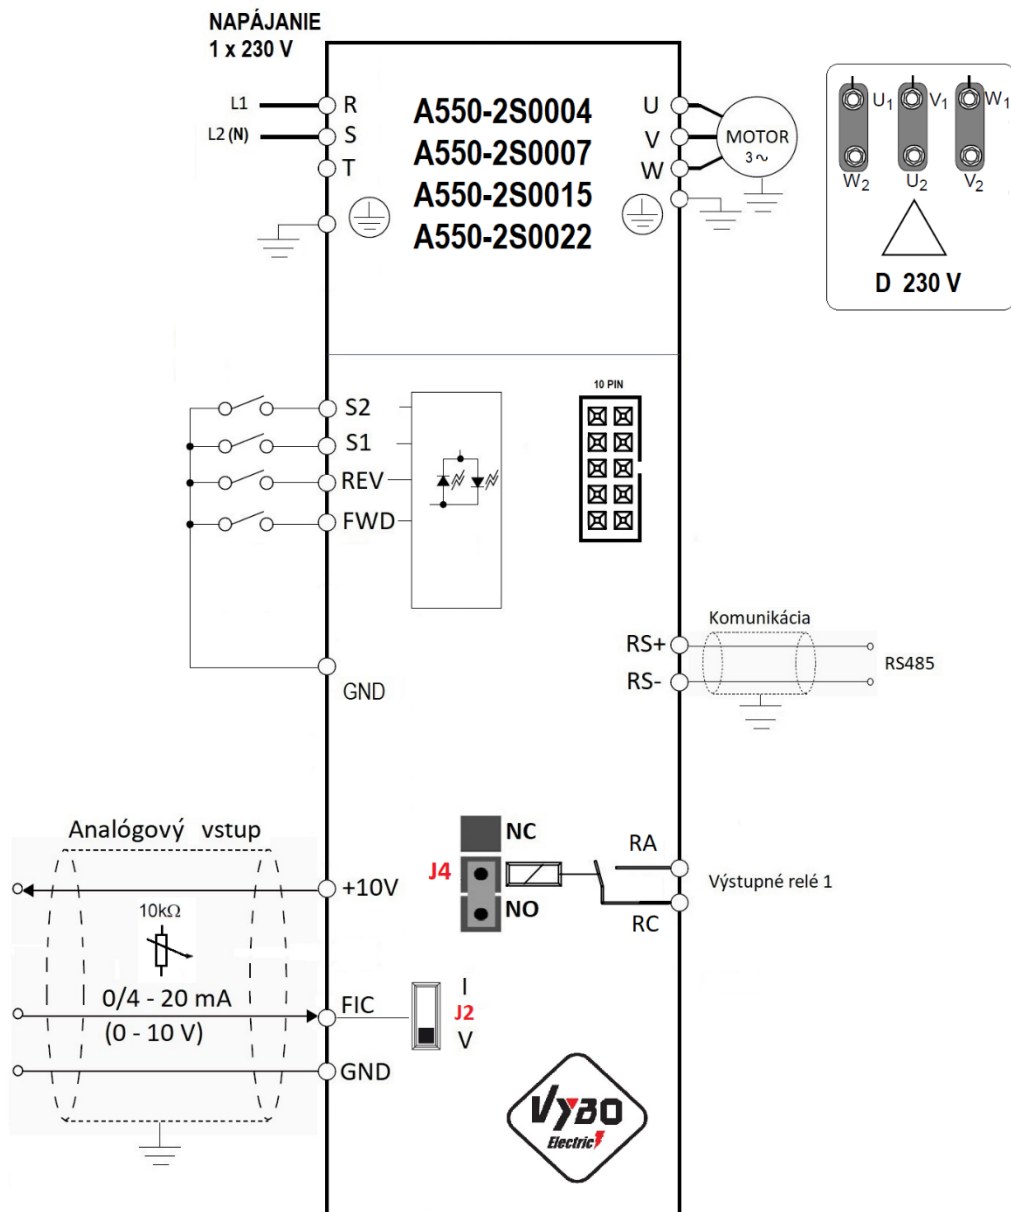 NAPÁJANIE
1 x 230 V
L1
R
L2 (N)
S
T
A550-2S0004
A550-2S0007
A550-2S0015
A550-2S0022
U
V
W
MOTOR
3 ~
U1
V1
W1
W2
U2
V2
D 230 V
S2
S1
REV
FWD
GND
10 PIN
Komunikácia
RS+
RS-
RS485
Analógový vstup
+10V
10kΩ
0/4 - 20 mA
(0 - 10 V)
FIC
GND
NC
J4
NO
RA
RC
Výstupné relé 1
I
J2
V
VYBO
Electric